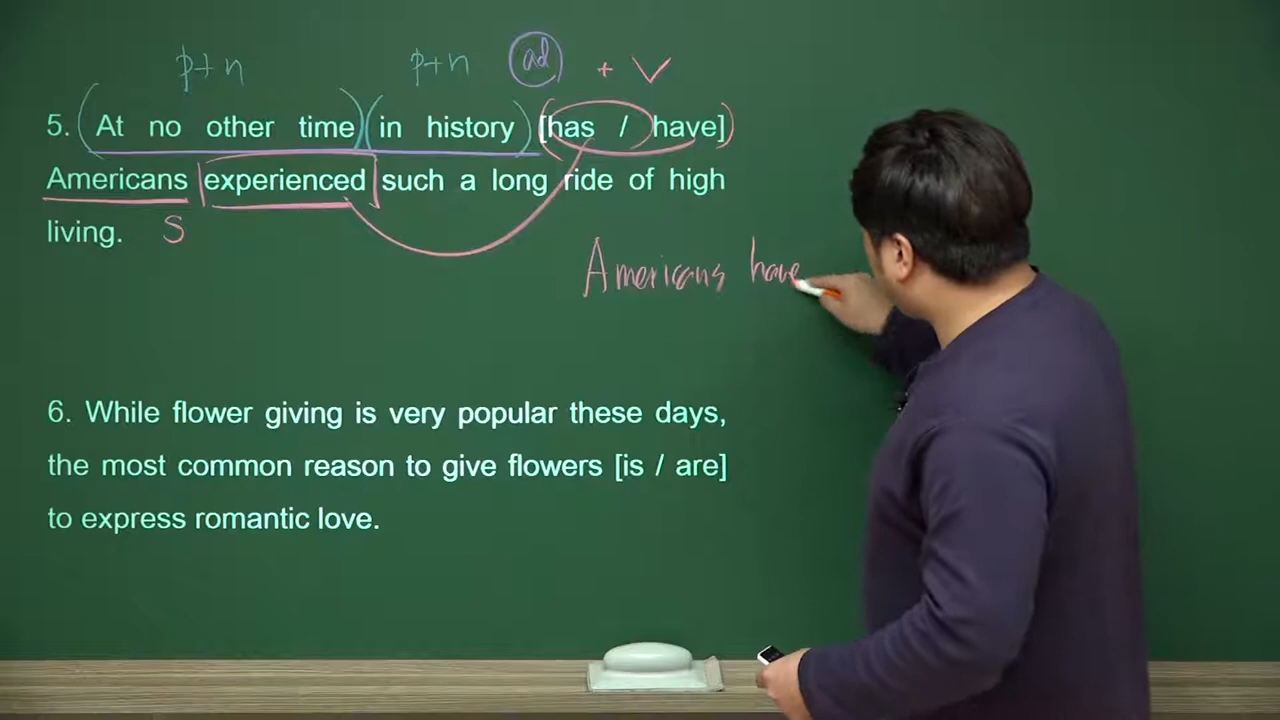 p+n p+n ad + V
5. At no other time in history [has / have]
Americans experienced such a long ride of high
living. S
Americans have
6. While flower giving is very popular these days,
the most common reason to give flowers [is / are]
to express romantic love.